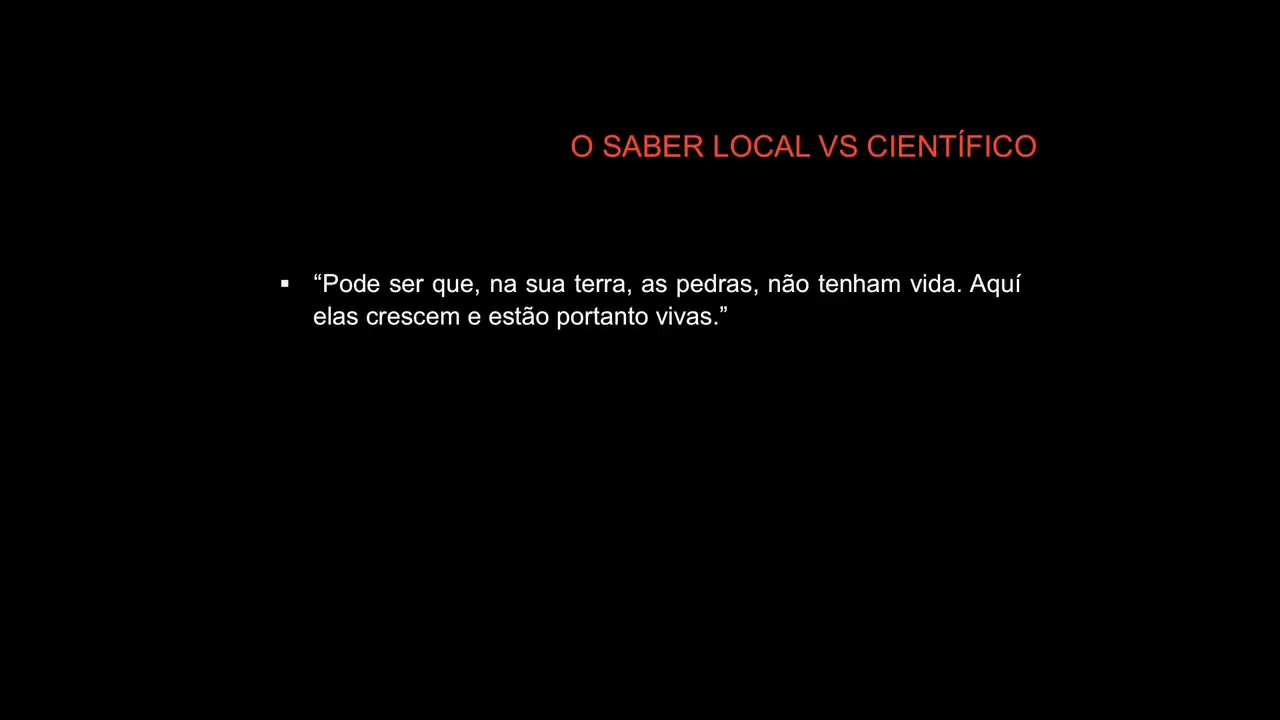 O SABER LOCAL VS CIENTÍFICO
▪ “Pode ser que, na sua terra, as pedras, não tenham vida. Aquí
elas crescem e estão portanto vivas.”